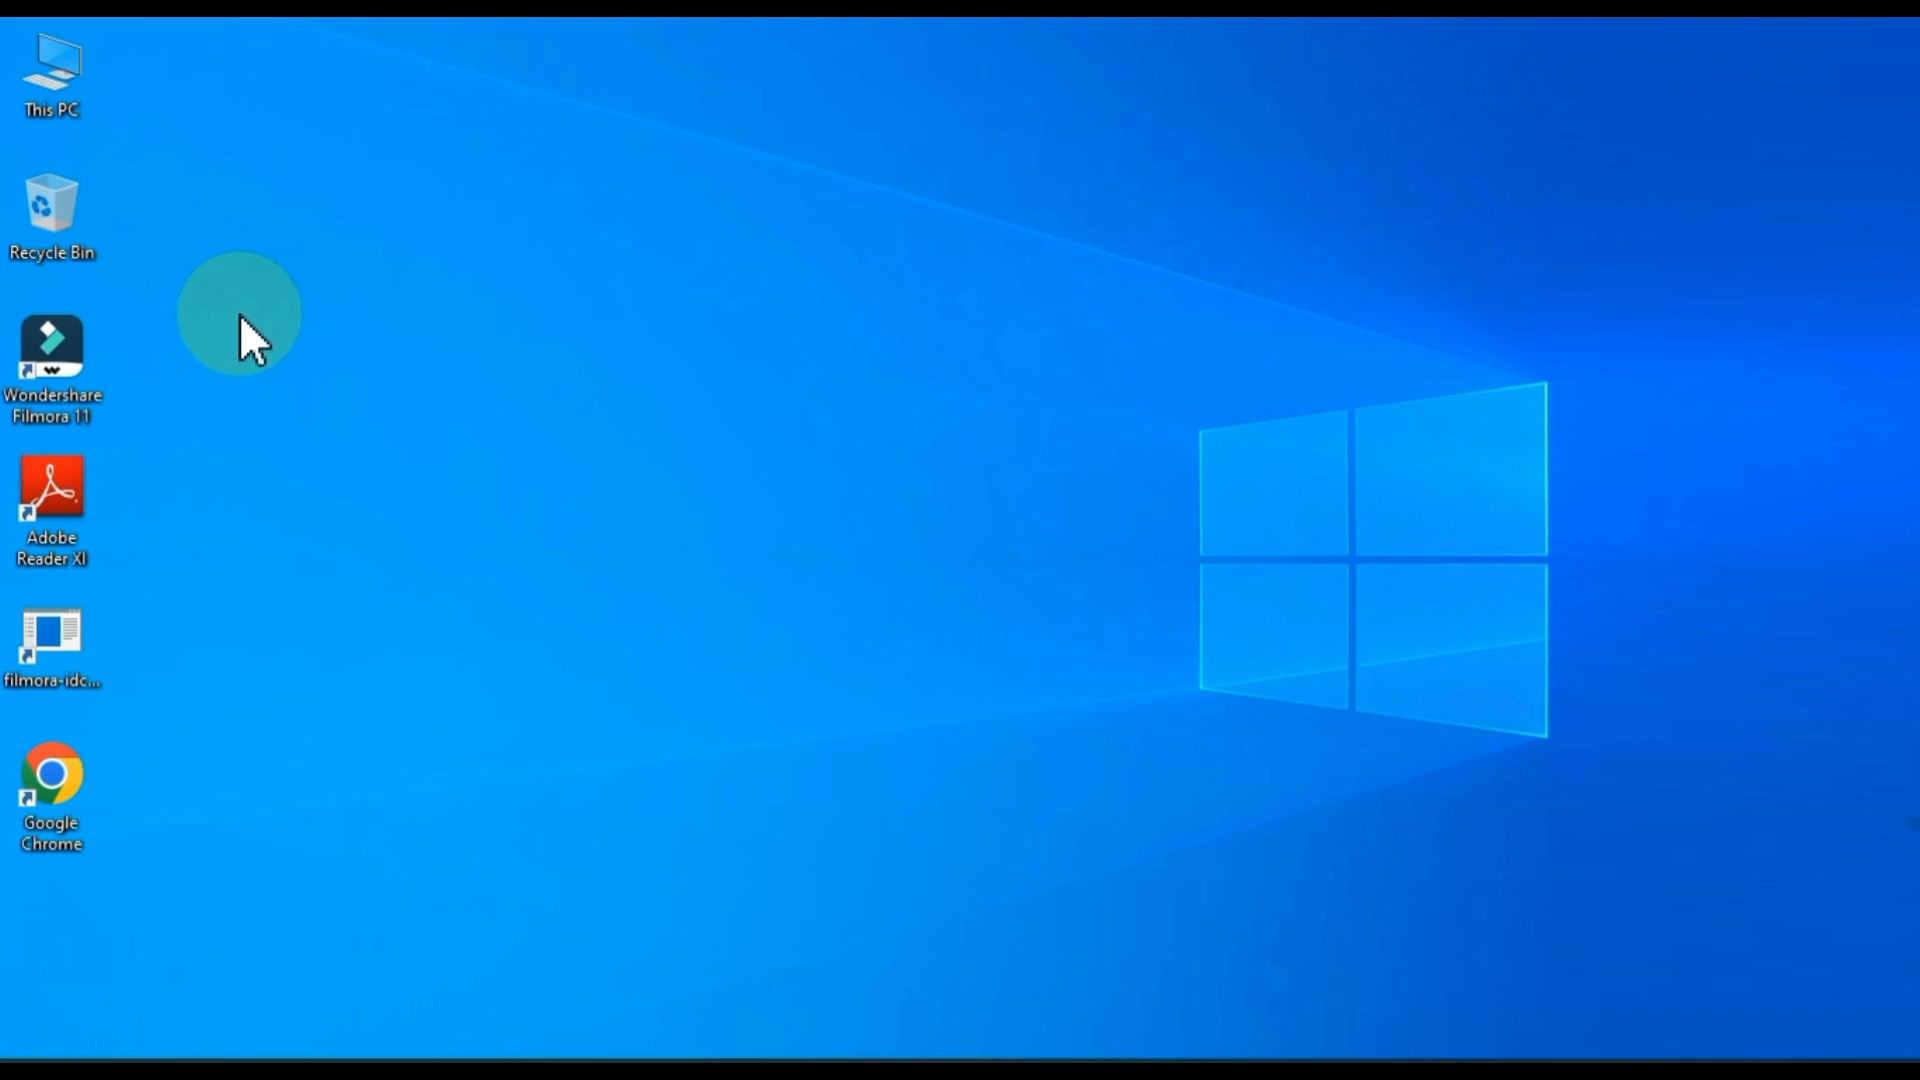 This PC
Recycle Bin
Wondershare
Filmora 11
Adobe
Reader XI
filmora-idc...
Google
Chrome